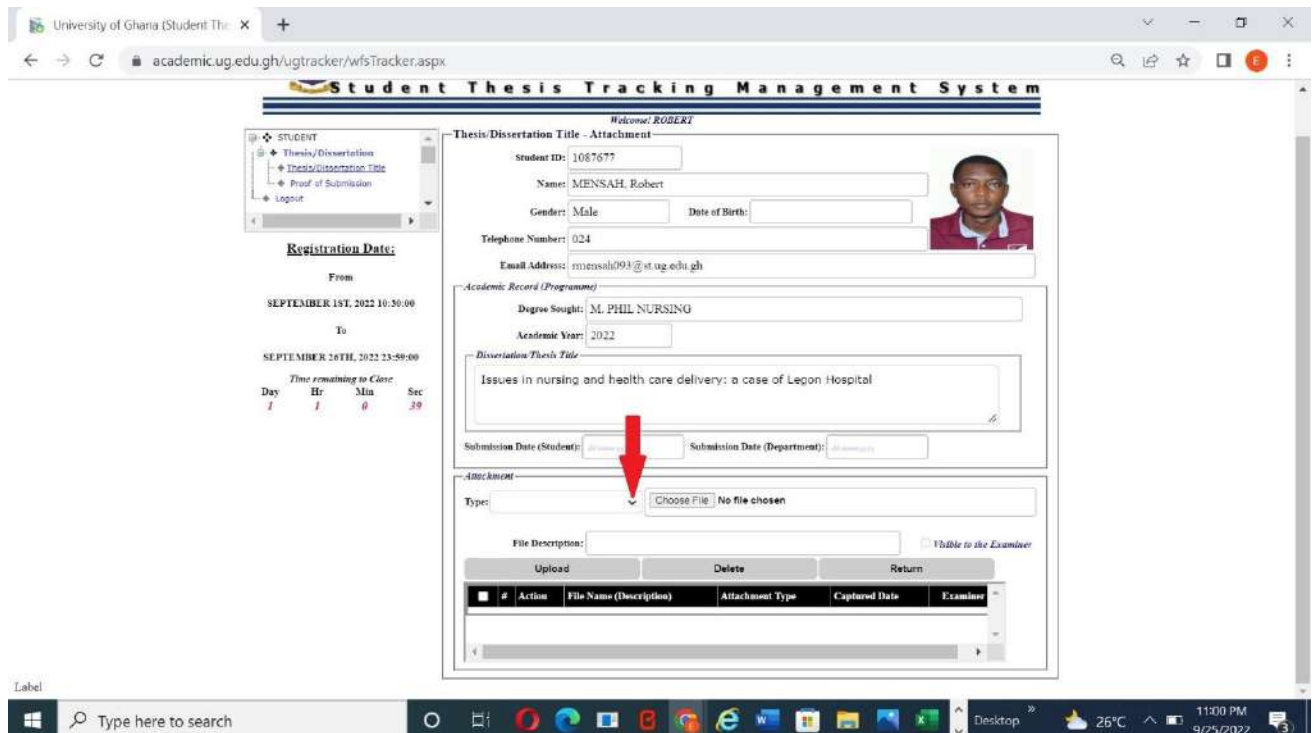 University of Ghana (Student The
academic.ug.edu.gh/ugtracker/wfsTracker.aspx
E
Student Thesis Tracking Management System
Welcome! ROBERT
STUDENT
Thesis/Dissertation
Thesis/Dissertation Title
Proof of Submission
Logout
Registration Date:
From
SEPTEMBER 1ST, 2022 10:30:00
To
SEPTEMBER 26TH, 2022 23:59:00
Time remaining to Close
Day Hr Min Sec
1 1 0 39
Thesis/Dissertation Title - Attachment
Student ID: 1087677
Name: MENSAH, Robert
Gender: Male Date of Birth:
Telephone Number: 024
Email Address: rmensah093@st.ug.edu.gh
Academic Record (Programme)
Degree Sought: M. PHIL NURSING
Academic Year: 2022
Dissertation/Thesis Title
Issues in nursing and health care delivery: a case of Legon Hospital
Submission Date (Student): Submission Date (Department):
Attachment
Type: Choose File No file chosen
File Description: Visible to the Examiner
Upload Delete Return
# Action File Name (Description) Attachment Type Captured Date Examiner
Label
Type here to search
Desktop
26°C
11:00 PM
9/25/2022
3